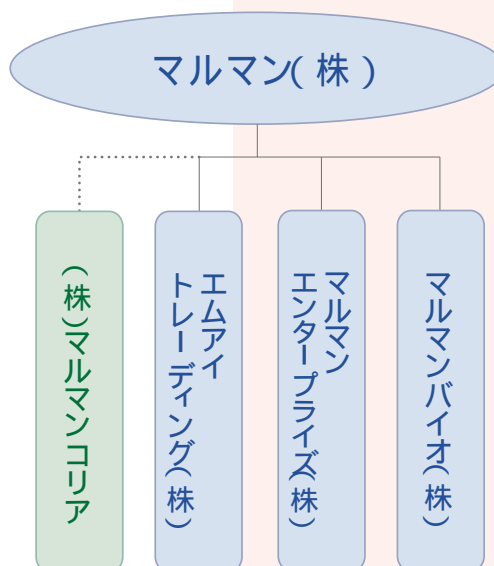 マルマン(株)
(株)マルマンコリア
エムアイ
トレーディング(株)
マルマン
エンタープライズ(株)
マルマンバイオ(株)